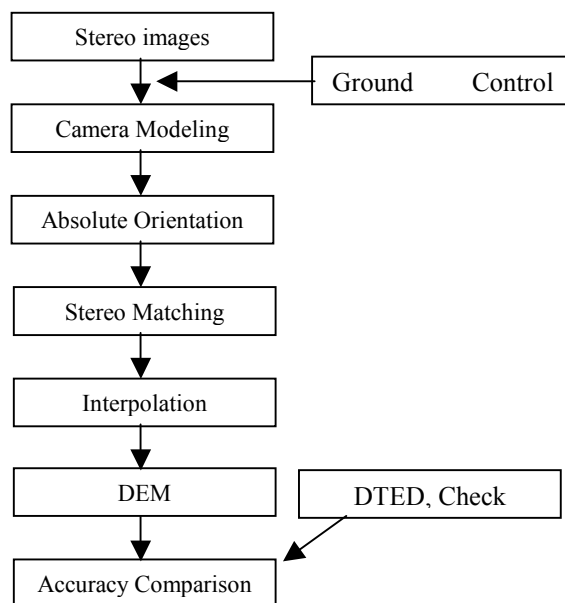 Stereo images
Ground Control
Camera Modeling
Absolute Orientation
Stereo Matching
Interpolation
DEM
DTED, Check
Accuracy Comparison